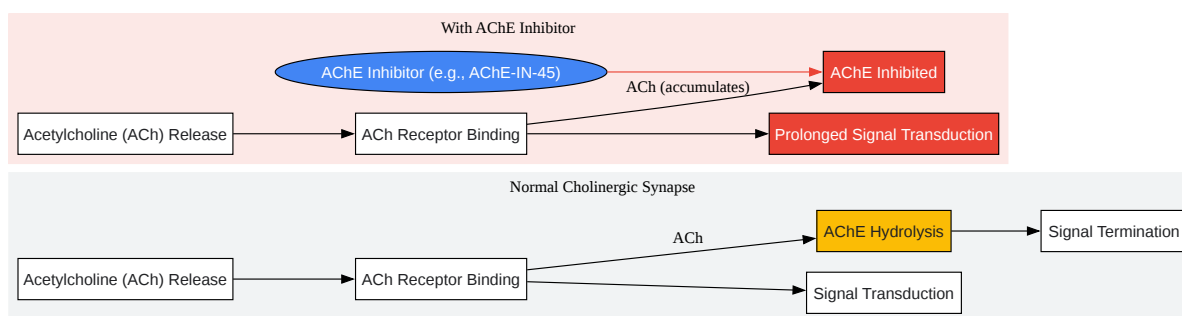 With AChE Inhibitor
AChE Inhibitor (e.g., AChE-IN-45)
AChE Inhibited
ACh (accumulates)
Acetylcholine (ACh) Release
ACh Receptor Binding
Prolonged Signal Transduction
Normal Cholinergic Synapse
AChE Hydrolysis
Signal Termination
ACh
Acetylcholine (ACh) Release
ACh Receptor Binding
Signal Transduction